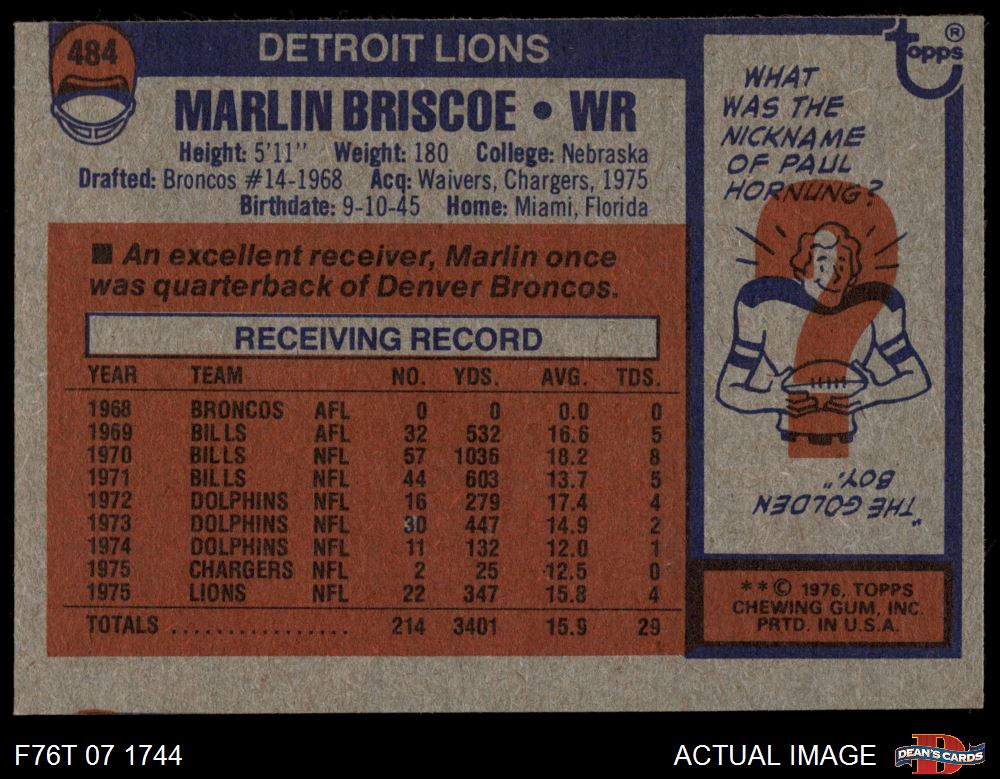 484
DETROIT LIONS
MARLIN BRISCOE • WR
Height: 5'11" Weight: 180 College: Nebraska
Drafted: Broncos #14-1968 Acq: Waivers, Chargers, 1975
Birthdate: 9-10-45 Home: Miami, Florida
■ An excellent receiver, Marlin once
was quarterback of Denver Broncos.
RECEIVING RECORD
YEAR TEAM NO. YDS. AVG. TDS.
1968 BRONCOS AFL 0 0 0.0 0
1969 BILLS AFL 32 532 16.6 5
1970 BILLS NFL 57 1036 18.2 8
1971 BILLS NFL 44 603 13.7 5
1972 DOLPHINS NFL 16 279 17.4 4
1973 DOLPHINS NFL 30 447 14.9 2
1974 DOLPHINS NFL 11 132 12.0 1
1975 CHARGERS NFL 2 25 12.5 0
1975 LIONS NFL 22 347 15.8 4
TOTALS ................ 214 3401 15.9 29
topps®
WHAT
WAS THE
NICKNAME
OF PAUL
HORNUNG?
?
"THE GOLDEN
BOY."
**© 1976, TOPPS
CHEWING GUM, INC.
PRTD. IN U.S.A.
F76T 07 1744
ACTUAL IMAGE
D
DEAN'S CARDS